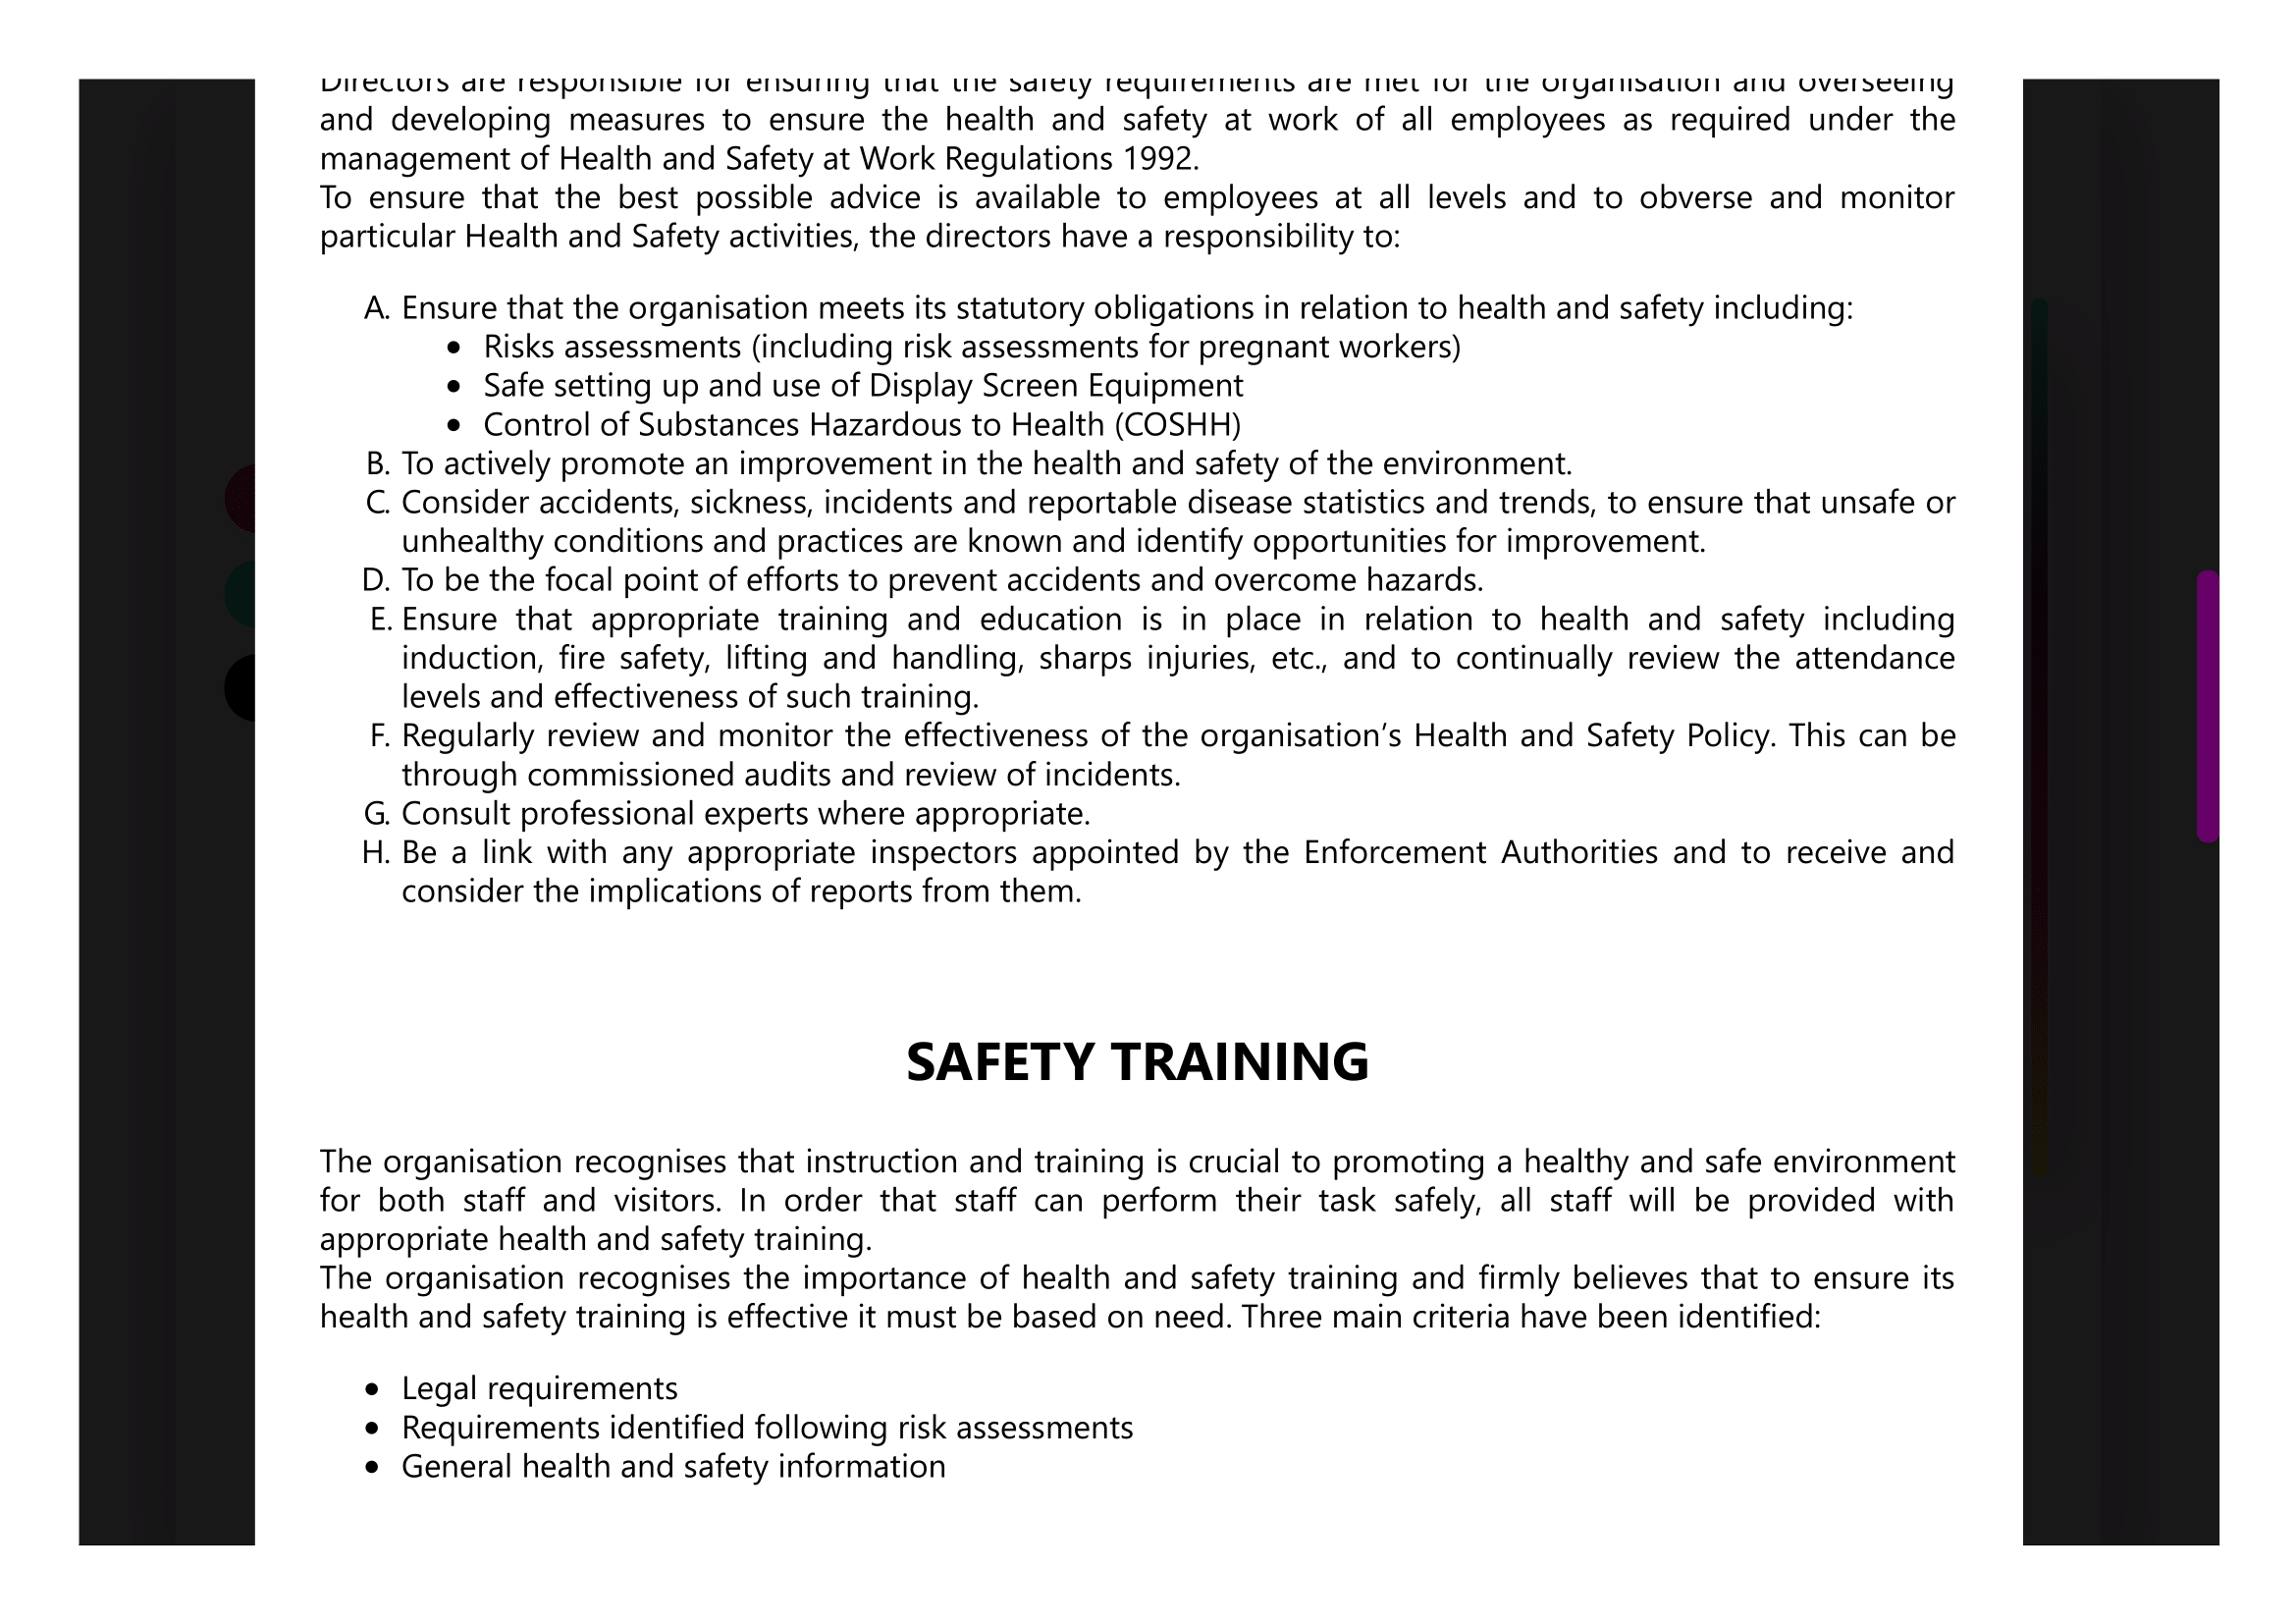 Directors are responsible for ensuring that the safety requirements are met for the organisation and overseeing
and developing measures to ensure the health and safety at work of all employees as required under the
management of Health and Safety at Work Regulations 1992.
To ensure that the best possible advice is available to employees at all levels and to obverse and monitor
particular Health and Safety activities, the directors have a responsibility to:
A. Ensure that the organisation meets its statutory obligations in relation to health and safety including:
• Risks assessments (including risk assessments for pregnant workers)
• Safe setting up and use of Display Screen Equipment
• Control of Substances Hazardous to Health (COSHH)
B. To actively promote an improvement in the health and safety of the environment.
C. Consider accidents, sickness, incidents and reportable disease statistics and trends, to ensure that unsafe or
unhealthy conditions and practices are known and identify opportunities for improvement.
D. To be the focal point of efforts to prevent accidents and overcome hazards.
E. Ensure that appropriate training and education is in place in relation to health and safety including
induction, fire safety, lifting and handling, sharps injuries, etc., and to continually review the attendance
levels and effectiveness of such training.
F. Regularly review and monitor the effectiveness of the organisation’s Health and Safety Policy. This can be
through commissioned audits and review of incidents.
G. Consult professional experts where appropriate.
H. Be a link with any appropriate inspectors appointed by the Enforcement Authorities and to receive and
consider the implications of reports from them.
SAFETY TRAINING
The organisation recognises that instruction and training is crucial to promoting a healthy and safe environment
for both staff and visitors. In order that staff can perform their task safely, all staff will be provided with
appropriate health and safety training.
The organisation recognises the importance of health and safety training and firmly believes that to ensure its
health and safety training is effective it must be based on need. Three main criteria have been identified:
• Legal requirements
• Requirements identified following risk assessments
• General health and safety information